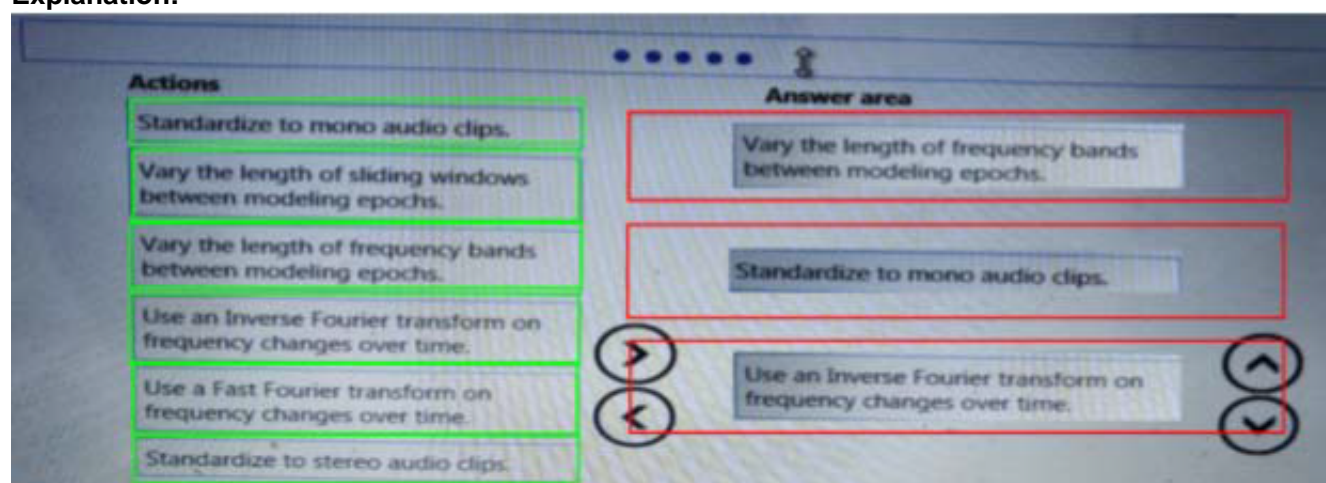 Explanation:
Actions
Standardize to mono audio clips.
Vary the length of sliding windows
between modeling epochs.
Vary the length of frequency bands
between modeling epochs.
Use an Inverse Fourier transform on
frequency changes over time.
Use a Fast Fourier transform on
frequency changes over time.
Standardize to stereo audio clips.
Answer area
Vary the length of frequency bands
between modeling epochs.
Standardize to mono audio clips.
Use an Inverse Fourier transform on
frequency changes over time.